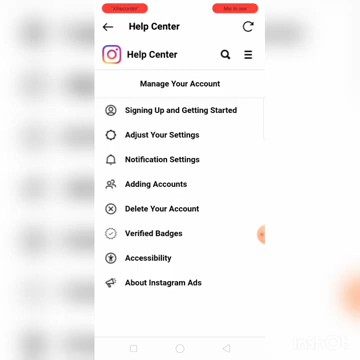 Help Center
Help Center
Manage Your Account
Signing Up and Getting Started
Adjust Your Settings
Notification Settings
Adding Accounts
Delete Your Account
Verified Badges
Accessibility
About Instagram Ads